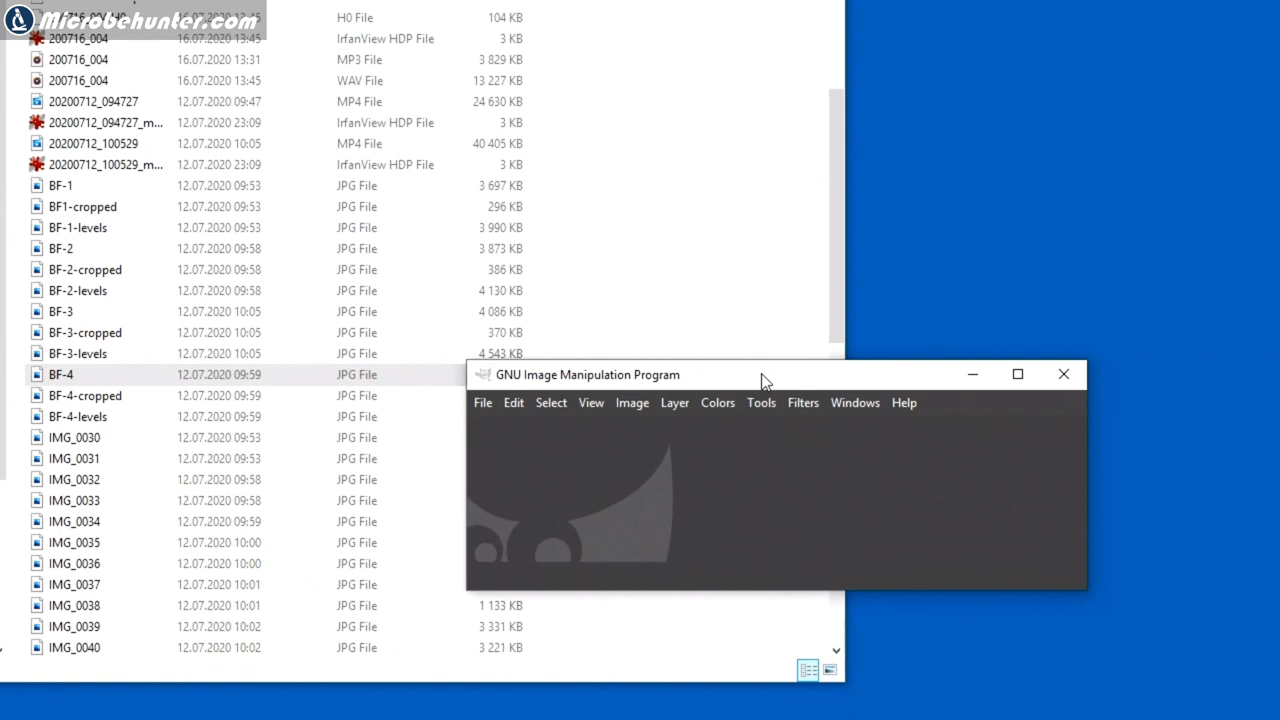 Microbehunter.com
H0 File 104 KB
200716_004 16.07.2020 13:45 IrfanView HDP File 3 KB
200716_004 16.07.2020 13:31 MP3 File 3 829 KB
200716_004 16.07.2020 13:45 WAV File 13 227 KB
20200712_094727 12.07.2020 09:47 MP4 File 24 630 KB
20200712_094727_m... 12.07.2020 23:09 IrfanView HDP File 3 KB
20200712_100529 12.07.2020 10:05 MP4 File 40 405 KB
20200712_100529_m... 12.07.2020 23:09 IrfanView HDP File 3 KB
BF-1 12.07.2020 09:53 JPG File 3 697 KB
BF1-cropped 12.07.2020 09:53 JPG File 296 KB
BF-1-levels 12.07.2020 09:53 JPG File 3 990 KB
BF-2 12.07.2020 09:58 JPG File 3 873 KB
BF-2-cropped 12.07.2020 09:58 JPG File 386 KB
BF-2-levels 12.07.2020 09:58 JPG File 4 130 KB
BF-3 12.07.2020 10:05 JPG File 4 086 KB
BF-3-cropped 12.07.2020 10:05 JPG File 370 KB
BF-3-levels 12.07.2020 10:05 JPG File 4 543 KB
BF-4 12.07.2020 09:59 JPG File
BF-4-cropped 12.07.2020 09:59 JPG File
BF-4-levels 12.07.2020 09:59 JPG File
IMG_0030 12.07.2020 09:53 JPG File
IMG_0031 12.07.2020 09:53 JPG File
IMG_0032 12.07.2020 09:58 JPG File
IMG_0033 12.07.2020 09:58 JPG File
IMG_0034 12.07.2020 09:59 JPG File
IMG_0035 12.07.2020 10:00 JPG File
IMG_0036 12.07.2020 10:00 JPG File
IMG_0037 12.07.2020 10:01 JPG File
IMG_0038 12.07.2020 10:01 JPG File 1 133 KB
IMG_0039 12.07.2020 10:02 JPG File 3 331 KB
IMG_0040 12.07.2020 10:02 JPG File 3 221 KB
GNU Image Manipulation Program
File Edit Select View Image Layer Colors Tools Filters Windows Help